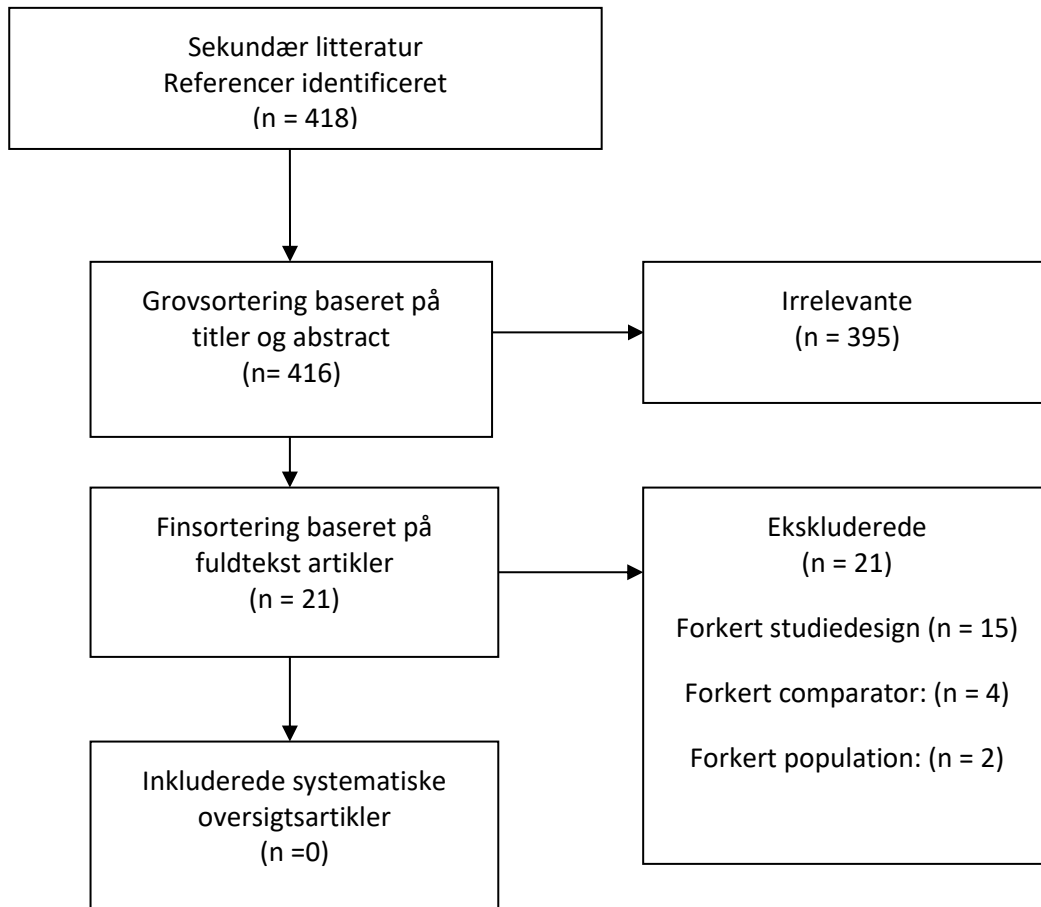 Sekundær litteratur
Referencer identificeret
(n = 418)
Grovsortering baseret på
titler og abstract
(n= 416)
Irrelevante
(n = 395)
Finsortering baseret på
fuldtekst artikler
(n = 21)
Ekskluderede
(n = 21)
Forkert studiedesign (n = 15)
Forkert comparator: (n = 4)
Forkert population: (n = 2)
Inkluderede systematiske
oversigtsartikler
(n =0)